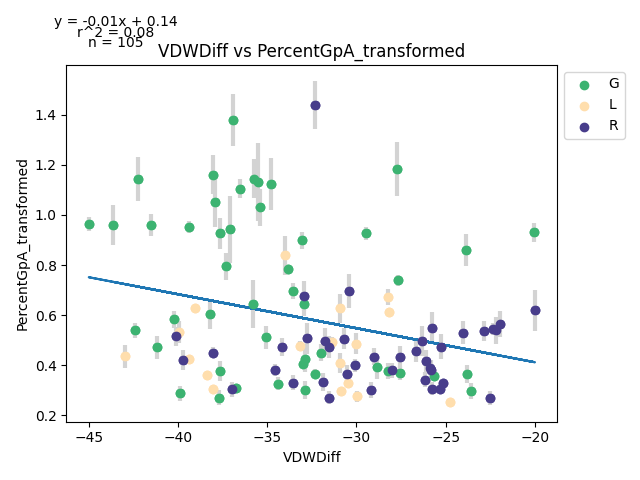 y = -0.01x + 0.14
r^2 = 0.08
n = 105
VDWDiff vs PercentGpA_transformed
G
L
R
PercentGpA_transformed
1.4
1.2
1.0
0.8
0.6
0.4
0.2
−45
−40
−35
−30
−25
−20
VDWDiff